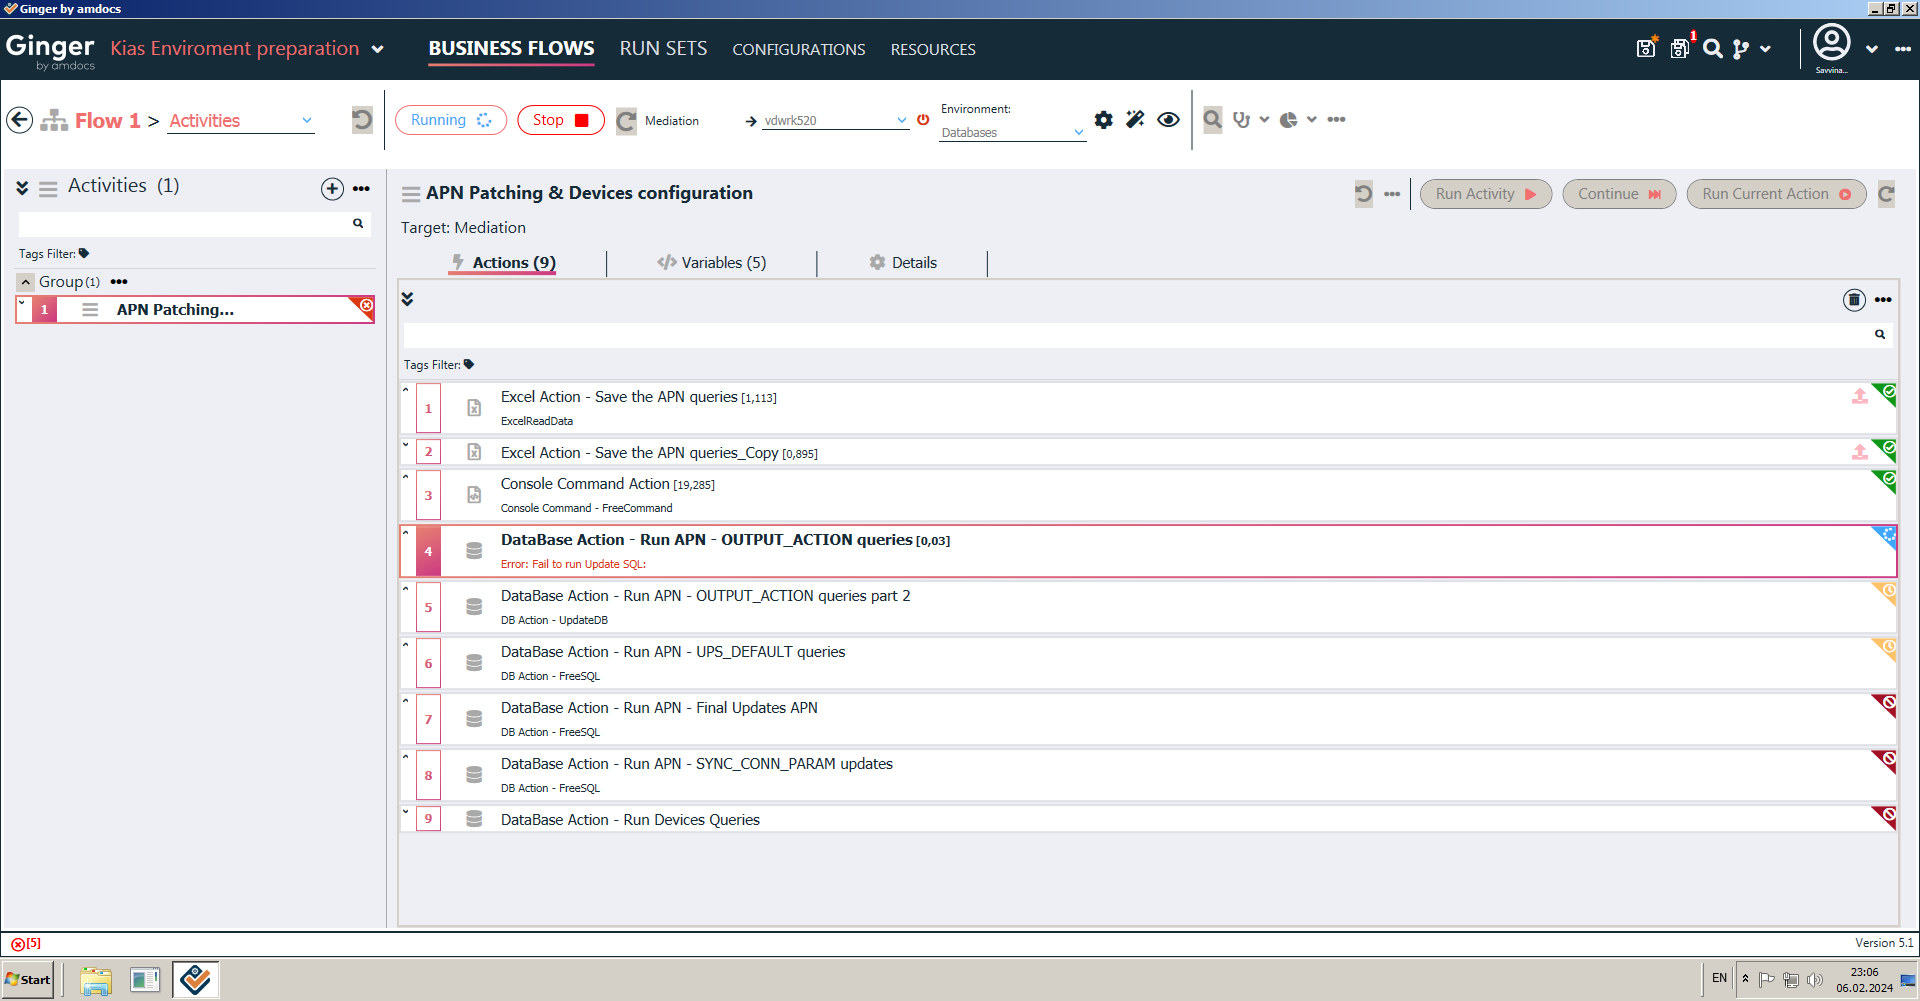 Ginger by amdocs
Ginger
by amdocs
Kias Enviroment preparation
BUSINESS FLOWS
RUN SETS
CONFIGURATIONS
RESOURCES
1
Savvina...
Flow 1 > Activities
Running
Stop
Mediation
vdwrk520
Environment:
Databases
Activities (1)
Tags Filter:
Group (1)
1 APN Patching...
APN Patching & Devices configuration
Run Activity
Continue
Run Current Action
Target: Mediation
Actions (9)
Variables (5)
Details
Tags Filter:
1 Excel Action - Save the APN queries [1,113]
ExcelReadData
2 Excel Action - Save the APN queries_Copy [0,895]
3 Console Command Action [19,285]
Console Command - FreeCommand
4 DataBase Action - Run APN - OUTPUT_ACTION queries [0,03]
Error: Fail to run Update SQL:
5 DataBase Action - Run APN - OUTPUT_ACTION queries part 2
DB Action - UpdateDB
6 DataBase Action - Run APN - UPS_DEFAULT queries
DB Action - FreeSQL
7 DataBase Action - Run APN - Final Updates APN
DB Action - FreeSQL
8 DataBase Action - Run APN - SYNC_CONN_PARAM updates
DB Action - FreeSQL
9 DataBase Action - Run Devices Queries
[5]
Version 5.1
Start
EN
23:06
06.02.2024